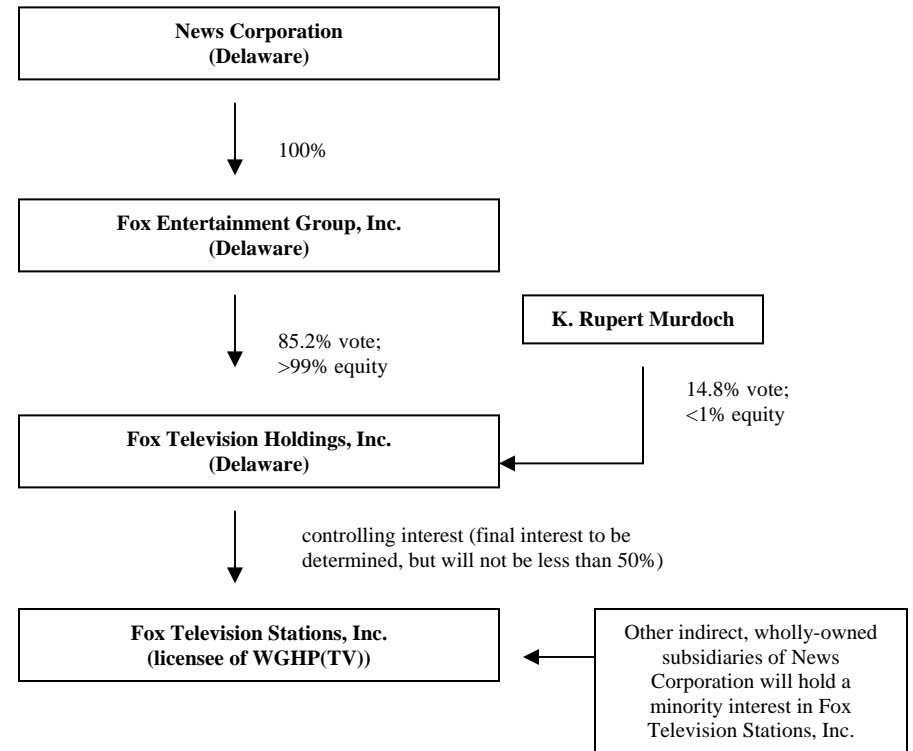 News Corporation
(Delaware)
100%
Fox Entertainment Group, Inc.
(Delaware)
K. Rupert Murdoch
85.2% vote;
>99% equity
14.8% vote;
<1% equity
Fox Television Holdings, Inc.
(Delaware)
controlling interest (final interest to be
determined, but will not be less than 50%)
Fox Television Stations, Inc.
(licensee of WGHP(TV))
Other indirect, wholly-owned
subsidiaries of News
Corporation will hold a
minority interest in Fox
Television Stations, Inc.